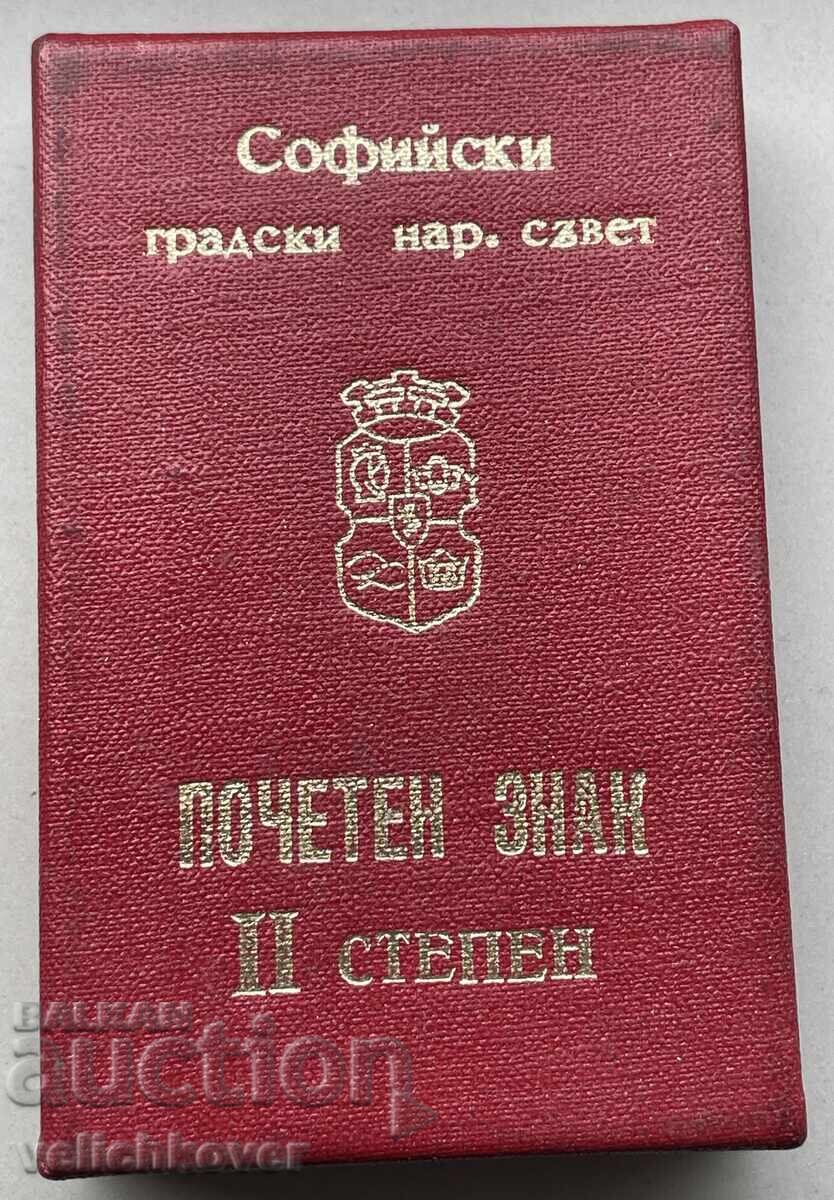 Софийски
градски нар. съвет
ПОЧЕТЕН ЗНАК
II СТЕПЕН
BALKAN
auction
velichkover